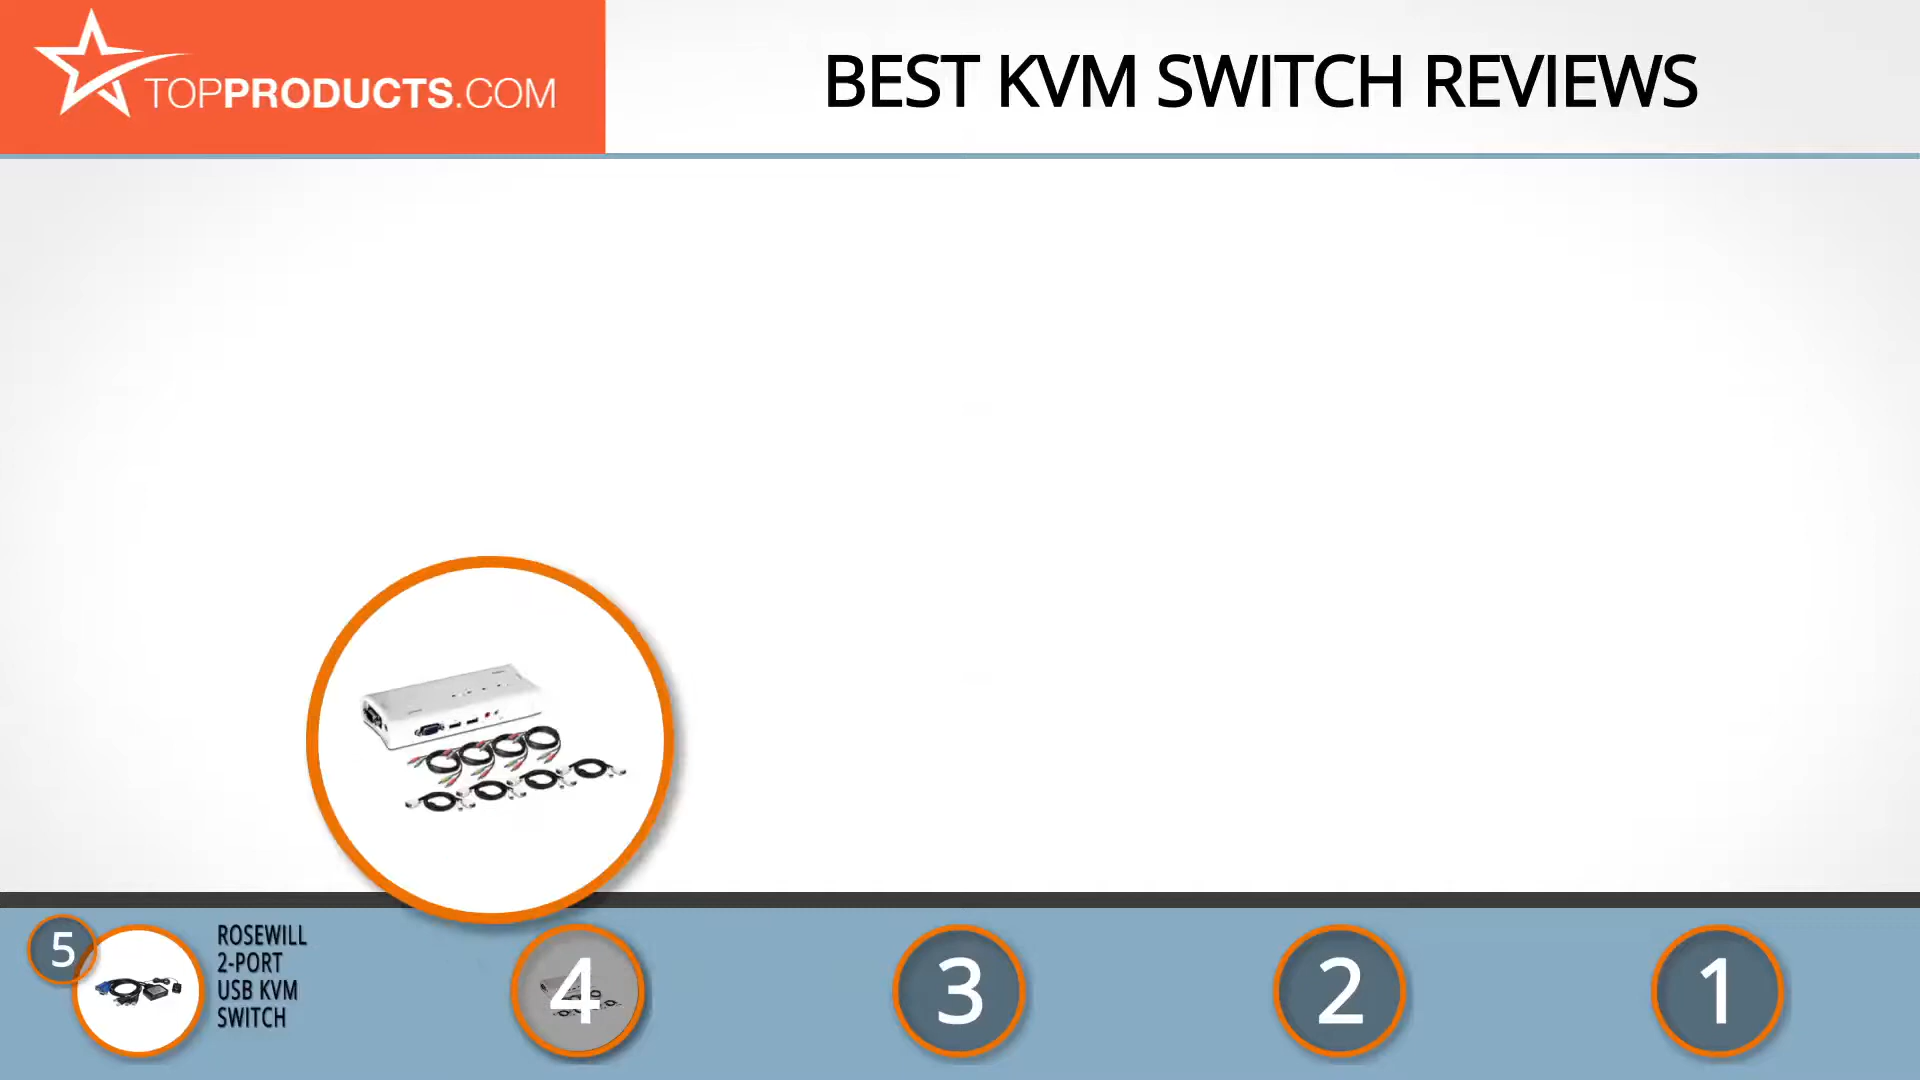 TOPPRODUCTS.COM
BEST KVM SWITCH REVIEWS
5
ROSEWILL
2-PORT
USB KVM
SWITCH
4
3
2
1